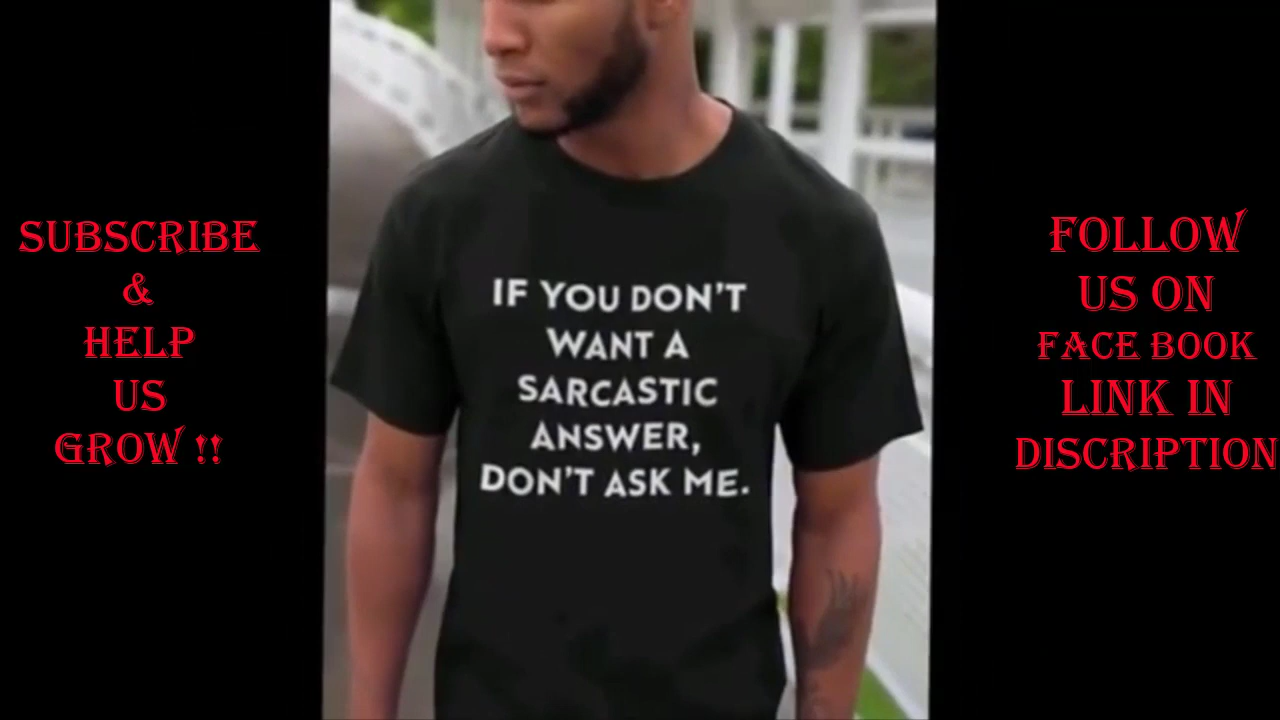 SUBSCRIBE
&
HELP
US
GROW !!
IF YOU DON'T
WANT A
SARCASTIC
ANSWER,
DON'T ASK ME.
FOLLOW
US ON
FACE BOOK
LINK IN
DISCRIPTION